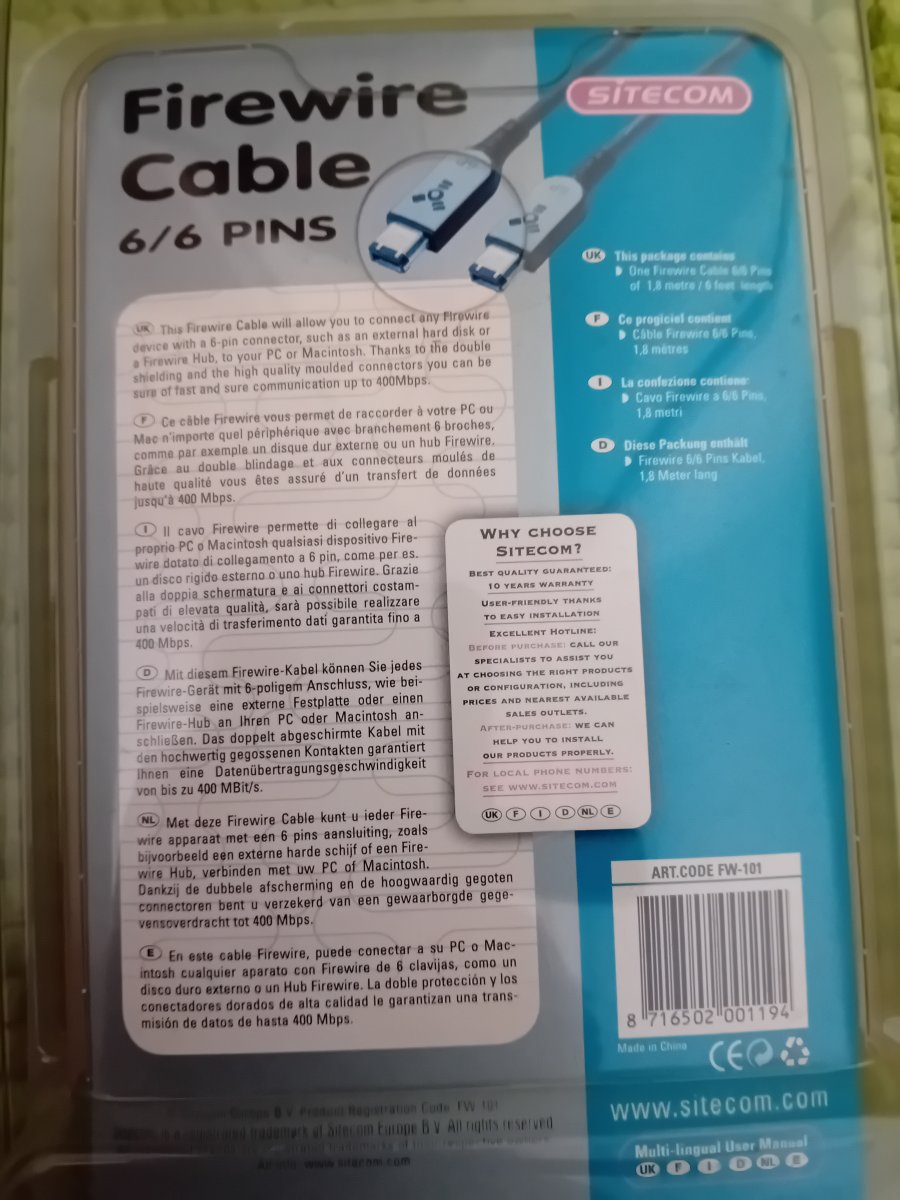 Firewire
Cable
6/6 PINS
SITECOM
UK This Firewire Cable will allow you to connect any Firewire
device with a 6-pin connector, such as an external hard disk or
a Firewire Hub, to your PC or Macintosh. Thanks to the double
shielding and the high quality moulded connectors you can be
sure of fast and sure communication up to 400Mbps.
F Ce câble Firewire vous permet de raccorder à votre PC ou
Mac n'importe quel périphérique avec branchement 6 broches,
comme par exemple un disque dur externe ou un hub Firewire.
Grâce au double blindage et aux connecteurs moulés de
haute qualité vous êtes assuré d'un transfert de données
jusqu'à 400 Mbps.
I Il cavo Firewire permette di collegare al
proprio PC o Macintosh qualsiasi dispositivo Fire-
wire dotato di collegamento a 6 pin, come per es.
un disco rigido esterno o uno hub Firewire. Grazie
alla doppia schermatura e ai connettori costam-
pati di elevata qualità, sarà possibile realizzare
una velocità di trasferimento dati garantita fino a
400 Mbps.
D Mit diesem Firewire-Kabel können Sie jedes
Firewire-Gerät mit 6-poligem Anschluss, wie bei-
spielsweise eine externe Festplatte oder einen
Firewire-Hub an Ihren PC oder Macintosh an-
schließen. Das doppelt abgeschirmte Kabel mit
den hochwertig gegossenen Kontakten garantiert
Ihnen eine Datenübertragungsgeschwindigkeit
von bis zu 400 MBit/s.
NL Met deze Firewire Cable kunt u ieder Fire-
wire apparaat met een 6 pins aansluiting, zoals
bijvoorbeeld een externe harde schijf of een Fire-
wire Hub, verbinden met uw PC of Macintosh.
Dankzij de dubbele afscherming en de hoogwaardig gegoten
connectoren bent u verzekerd van een gewaarborgde gege-
vensoverdracht tot 400 Mbps.
E En este cable Firewire, puede conectar a su PC o Mac-
intosh cualquier aparato con Firewire de 6 clavijas, como un
disco duro externo o un Hub Firewire. La doble protección y los
conectadores dorados de alta calidad le garantizan una trans-
misión de datos de hasta 400 Mbps.
UK This package contains
One Firewire Cable 6/6 Pins
of 1,8 metre / 6 feet length
F Ce progiciel contient
Câble Firewire 6/6 Pins,
1,8 mètres
I La confezione contiene:
Cavo Firewire a 6/6 Pins,
1,8 metri
D Diese Packung enthält
Firewire 6/6 Pins Kabel,
1,8 Meter lang
WHY CHOOSE
SITECOM?
BEST QUALITY GUARANTEED:
10 YEARS WARRANTY
USER-FRIENDLY THANKS
TO EASY INSTALLATION
EXCELLENT HOTLINE:
BEFORE PURCHASE: CALL OUR
SPECIALISTS TO ASSIST YOU
AT CHOOSING THE RIGHT PRODUCTS
OR CONFIGURATION, INCLUDING
PRICES AND NEAREST AVAILABLE
SALES OUTLETS.
AFTER-PURCHASE: WE CAN
HELP YOU TO INSTALL
OUR PRODUCTS PROPERLY.
FOR LOCAL PHONE NUMBERS:
SEE WWW.SITECOM.COM
UK F I D NL E
ART.CODE FW-101
8 716502 001194
Made in China
CE
www.sitecom.com
Multi-lingual User Manual
UK F I D NL E
Europe B.V. Product Registration Code FW-101
trademark of Sitecom Europe B.V. All rights reserved
trademarks of their respective owners
www.sitecom.com